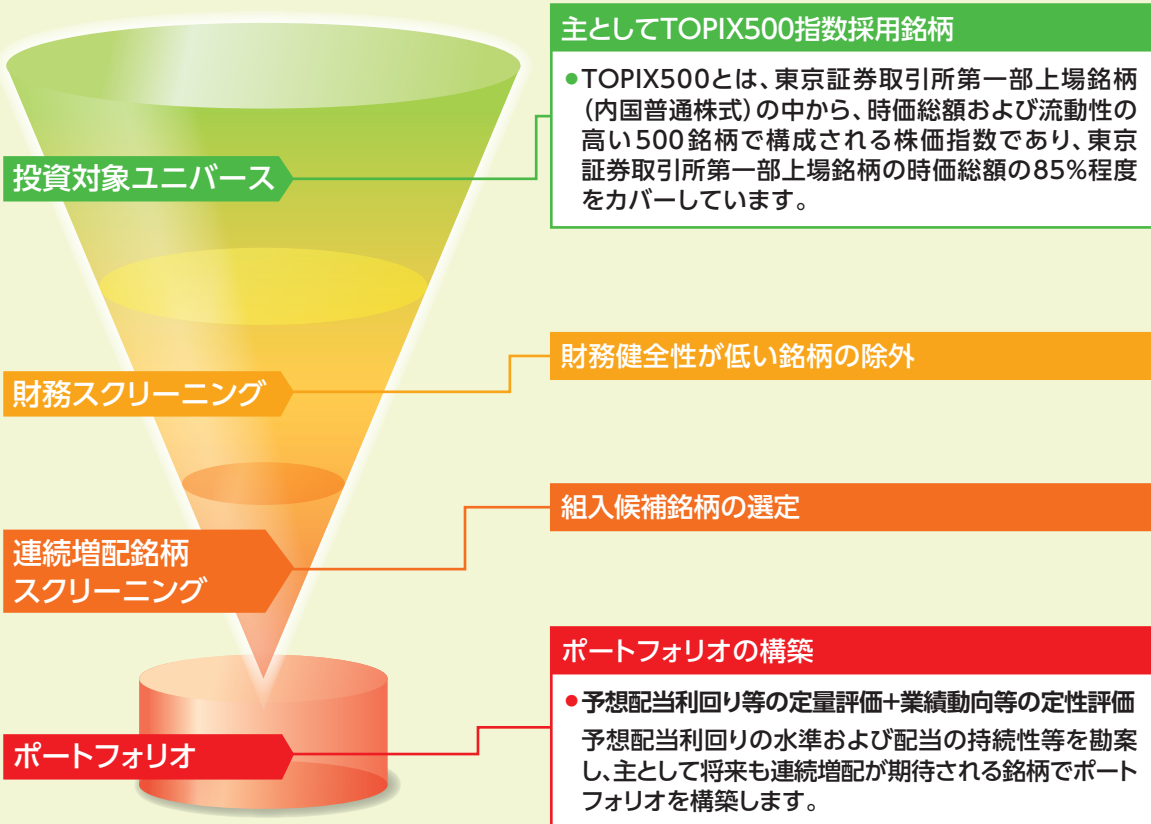 投資対象ユニバース
主としてTOPIX500指数採用銘柄
●TOPIX500とは、東京証券取引所第一部上場銘柄
(内国普通株式)の中から、時価総額および流動性の
高い500銘柄で構成される株価指数であり、東京
証券取引所第一部上場銘柄の時価総額の85%程度
をカバーしています。
財務スクリーニング
財務健全性が低い銘柄の除外
連続増配銘柄
スクリーニング
組入候補銘柄の選定
ポートフォリオ
ポートフォリオの構築
●予想配当利回り等の定量評価+業績動向等の定性評価
予想配当利回りの水準および配当の持続性等を勘案
し、主として将来も連続増配が期待される銘柄でポート
フォリオを構築します。